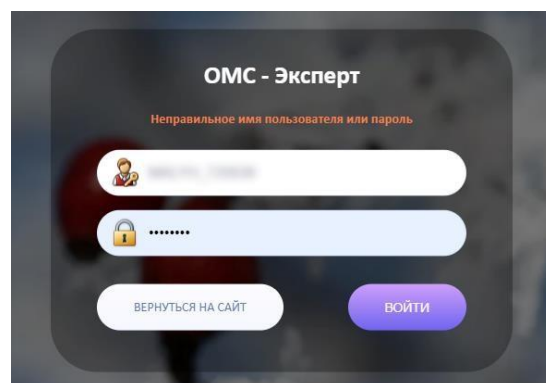 ОМС - Эксперт
Неправильное имя пользователя или пароль
••••••••
ВЕРНУТЬСЯ НА САЙТ
ВОЙТИ